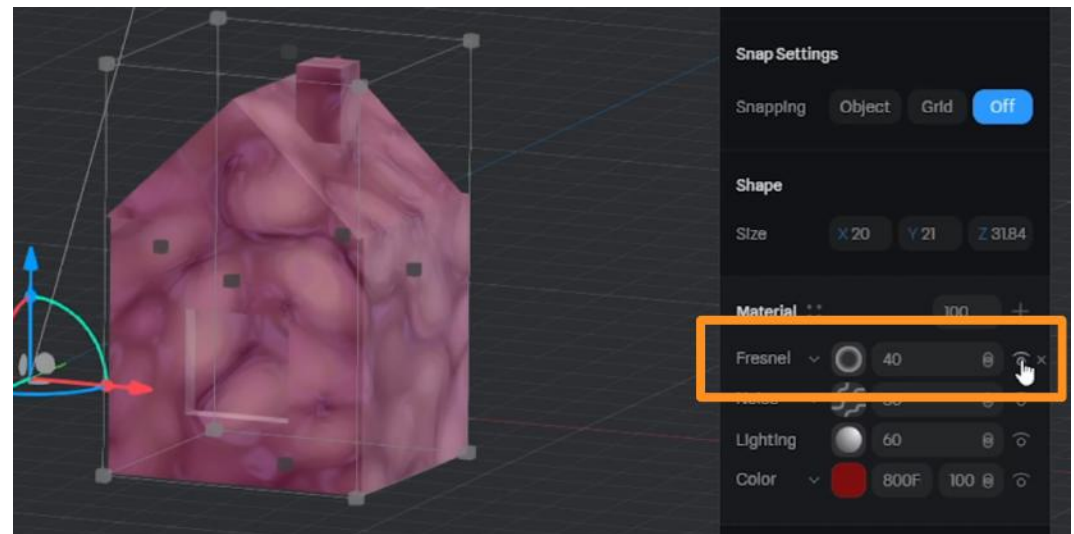 Snap Settings
Snapping Object Grid Off
Shape
Size X 20 Y 21 Z 31.84
Material 100
Fresnel 40
Lighting 60
Color 800F 100